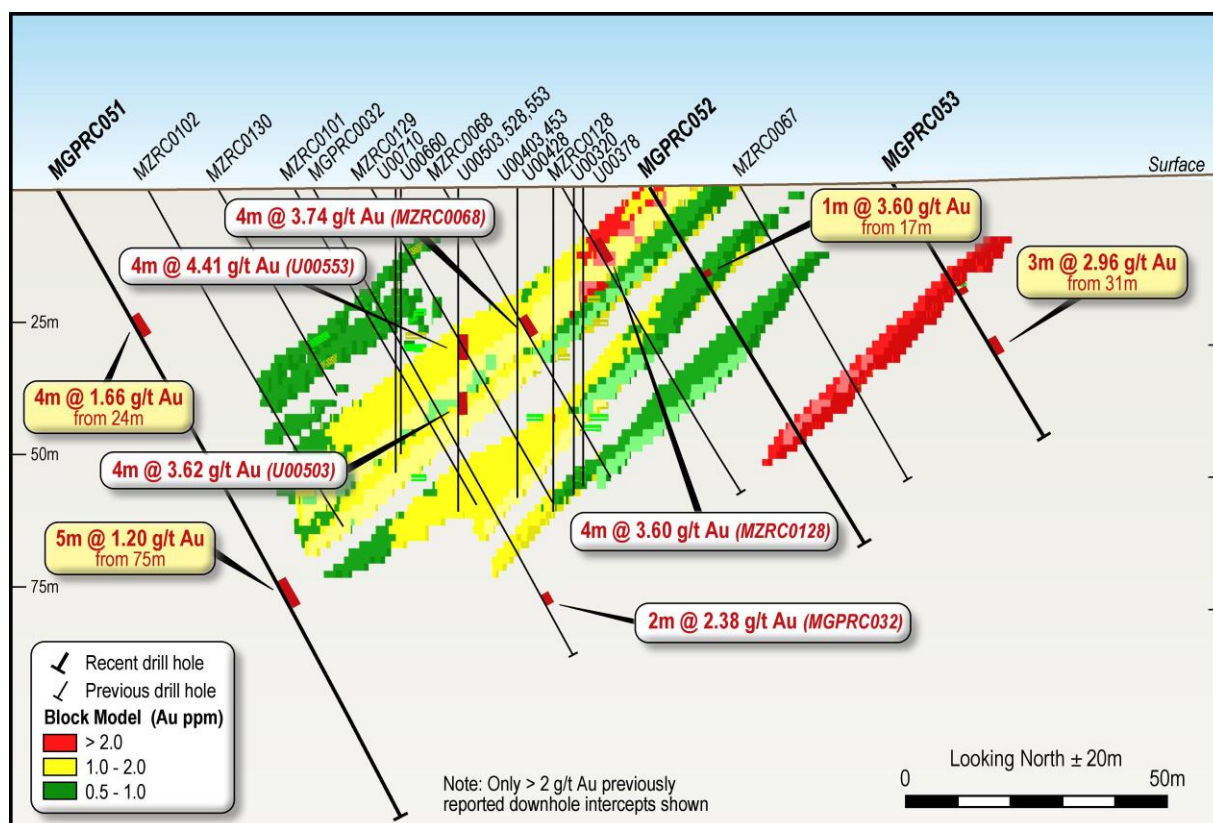 MGPRC051
MZRC0102
MZRC0130
MZRC0101
MGPRC0032
MZRC0129
U00710
U00660
MZRC0068
U00503,528,553
U00403,453
U00428
MZRC0128
U00320
U00378
MGPRC052
MZRC0067
MGPRC053
Surface
4m @ 3.74 g/t Au (MZRC0068)
1m @ 3.60 g/t Au
from 17m
4m @ 4.41 g/t Au (U00553)
3m @ 2.96 g/t Au
from 31m
25m
4m @ 1.66 g/t Au
from 24m
50m
4m @ 3.62 g/t Au (U00503)
4m @ 3.60 g/t Au (MZRC0128)
5m @ 1.20 g/t Au
from 75m
75m
2m @ 2.38 g/t Au (MGPRC032)
Recent drill hole
Previous drill hole
Block Model (Au ppm)
> 2.0
1.0 - 2.0
0.5 - 1.0
Note: Only > 2 g/t Au previously
reported downhole intercepts shown
Looking North ± 20m
0 50m